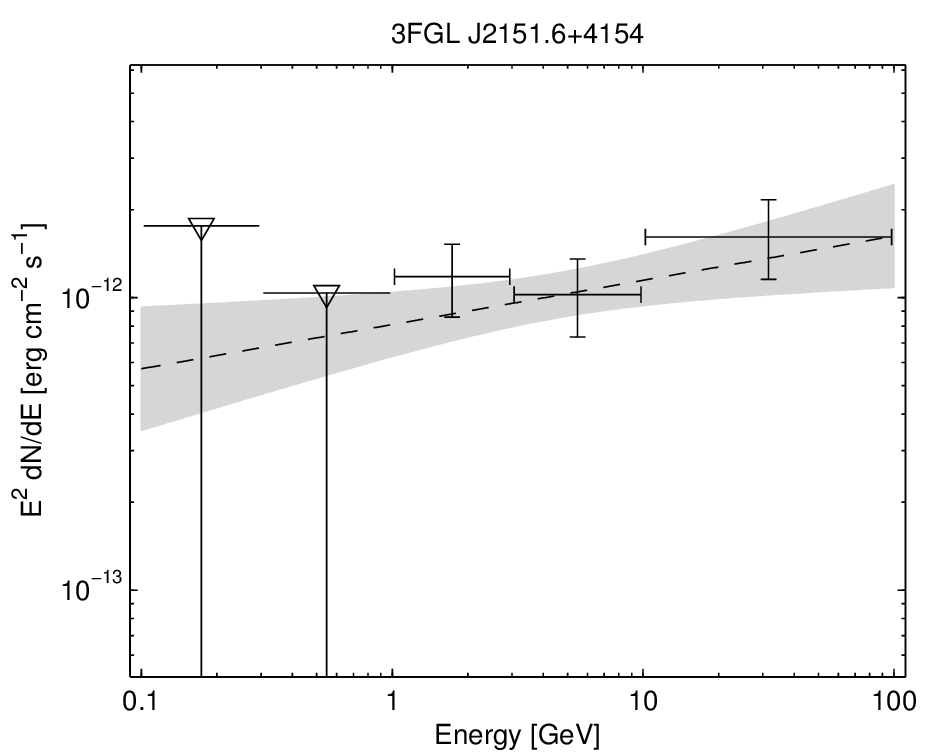 3FGL J2151.6+4154
E² dN/dE [erg cm⁻² s⁻¹]
10⁻¹²
10⁻¹³
0.1 1 10 100
Energy [GeV]